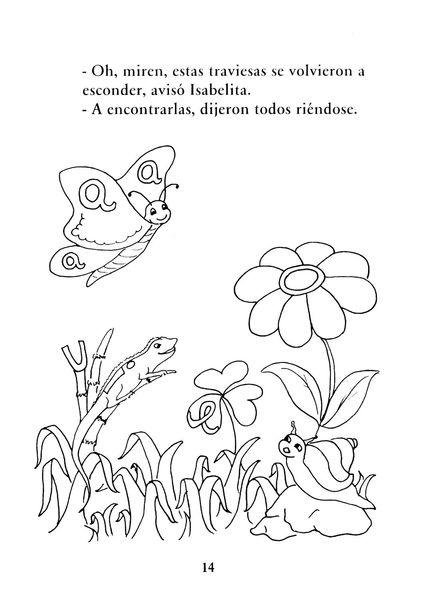 - Oh, miren, estas traviesas se volvieron a
esconder, avisó Isabelita.
- A encontrarlas, dijeron todos riéndose.
a a
a
u
e
14